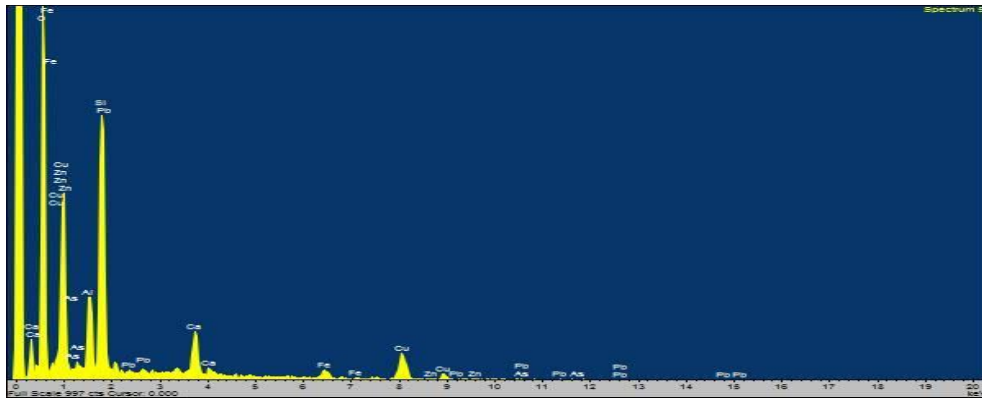 Spectrum 5
Fe
O
Fe
Si
Pb
Cu
Zn
Zn
Zn
Cu
Cu
As
Al
Ca
Ca
Ca
As
As
Pb
Pb
Ca
Fe
Fe
Cu
Zn
Cu
Pb
Zn
Pb
As
Pb
As
Pb
Pb
Pb
Pb
0 1 2 3 4 5 6 7 8 9 10 11 12 13 14 15 16 17 18 19 20
Full Scale 997 cts Cursor: 0.000
keV